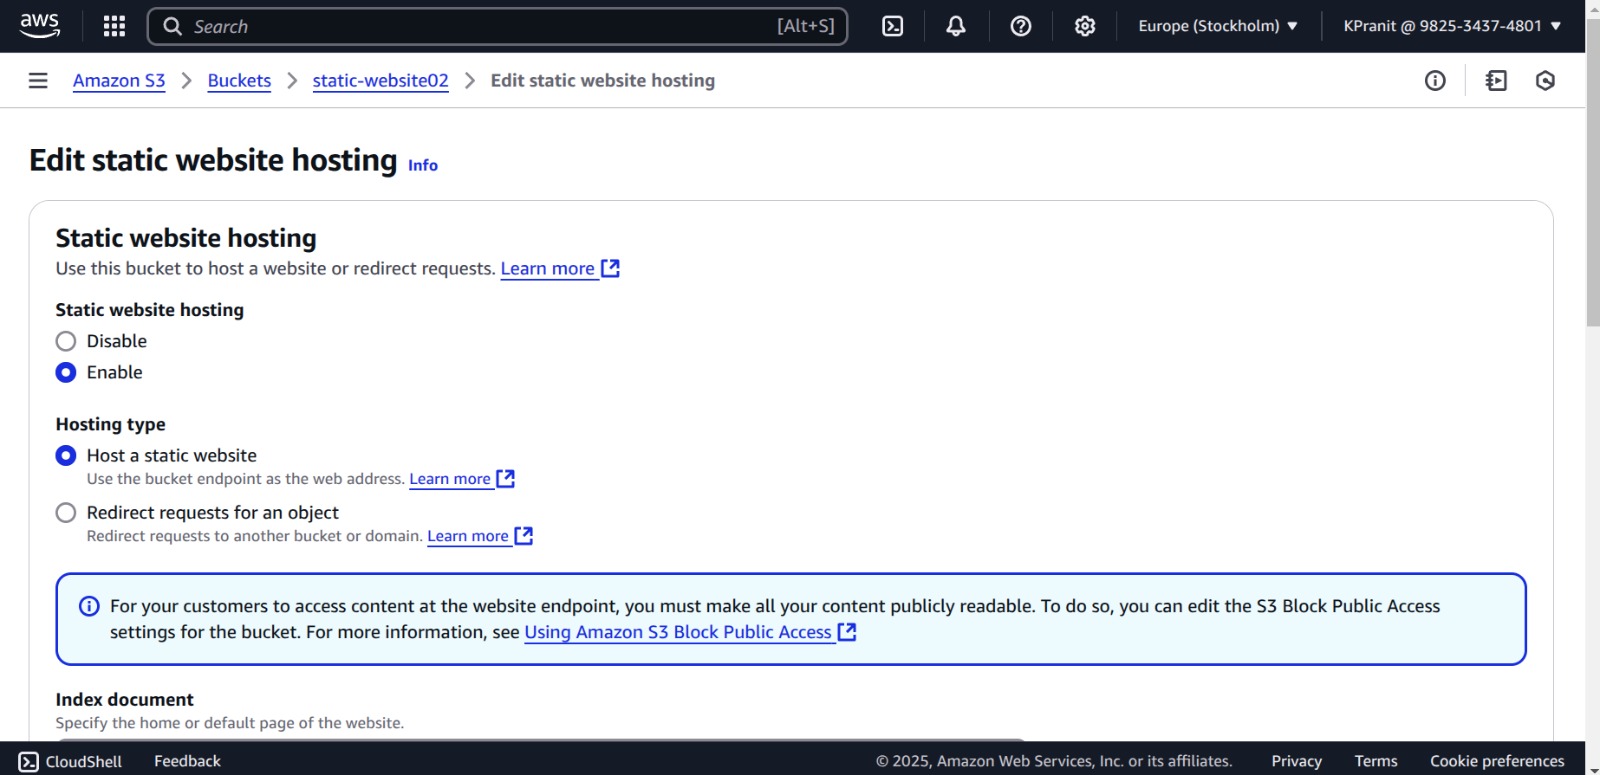 aws
Search [Alt+S]
Europe (Stockholm) KPranit @ 9825-3437-4801
Amazon S3 Buckets static-website02 Edit static website hosting
Edit static website hosting Info
Static website hosting
Use this bucket to host a website or redirect requests. Learn more
Static website hosting
Disable
Enable
Hosting type
Host a static website
Use the bucket endpoint as the web address. Learn more
Redirect requests for an object
Redirect requests to another bucket or domain. Learn more
For your customers to access content at the website endpoint, you must make all your content publicly readable. To do so, you can edit the S3 Block Public Access
settings for the bucket. For more information, see Using Amazon S3 Block Public Access
Index document
Specify the home or default page of the website.
CloudShell Feedback © 2025, Amazon Web Services, Inc. or its affiliates. Privacy Terms Cookie preferences